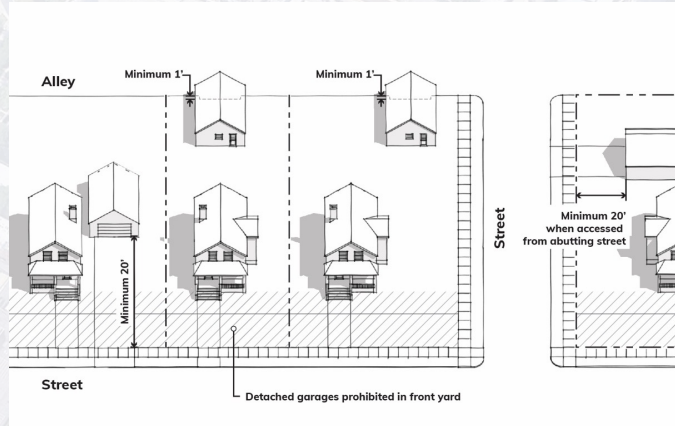 Alley
Minimum 1'
Minimum 1'
Minimum 20'
Street
Minimum 20'
when accessed
from abutting street
Street
Detached garages prohibited in front yard